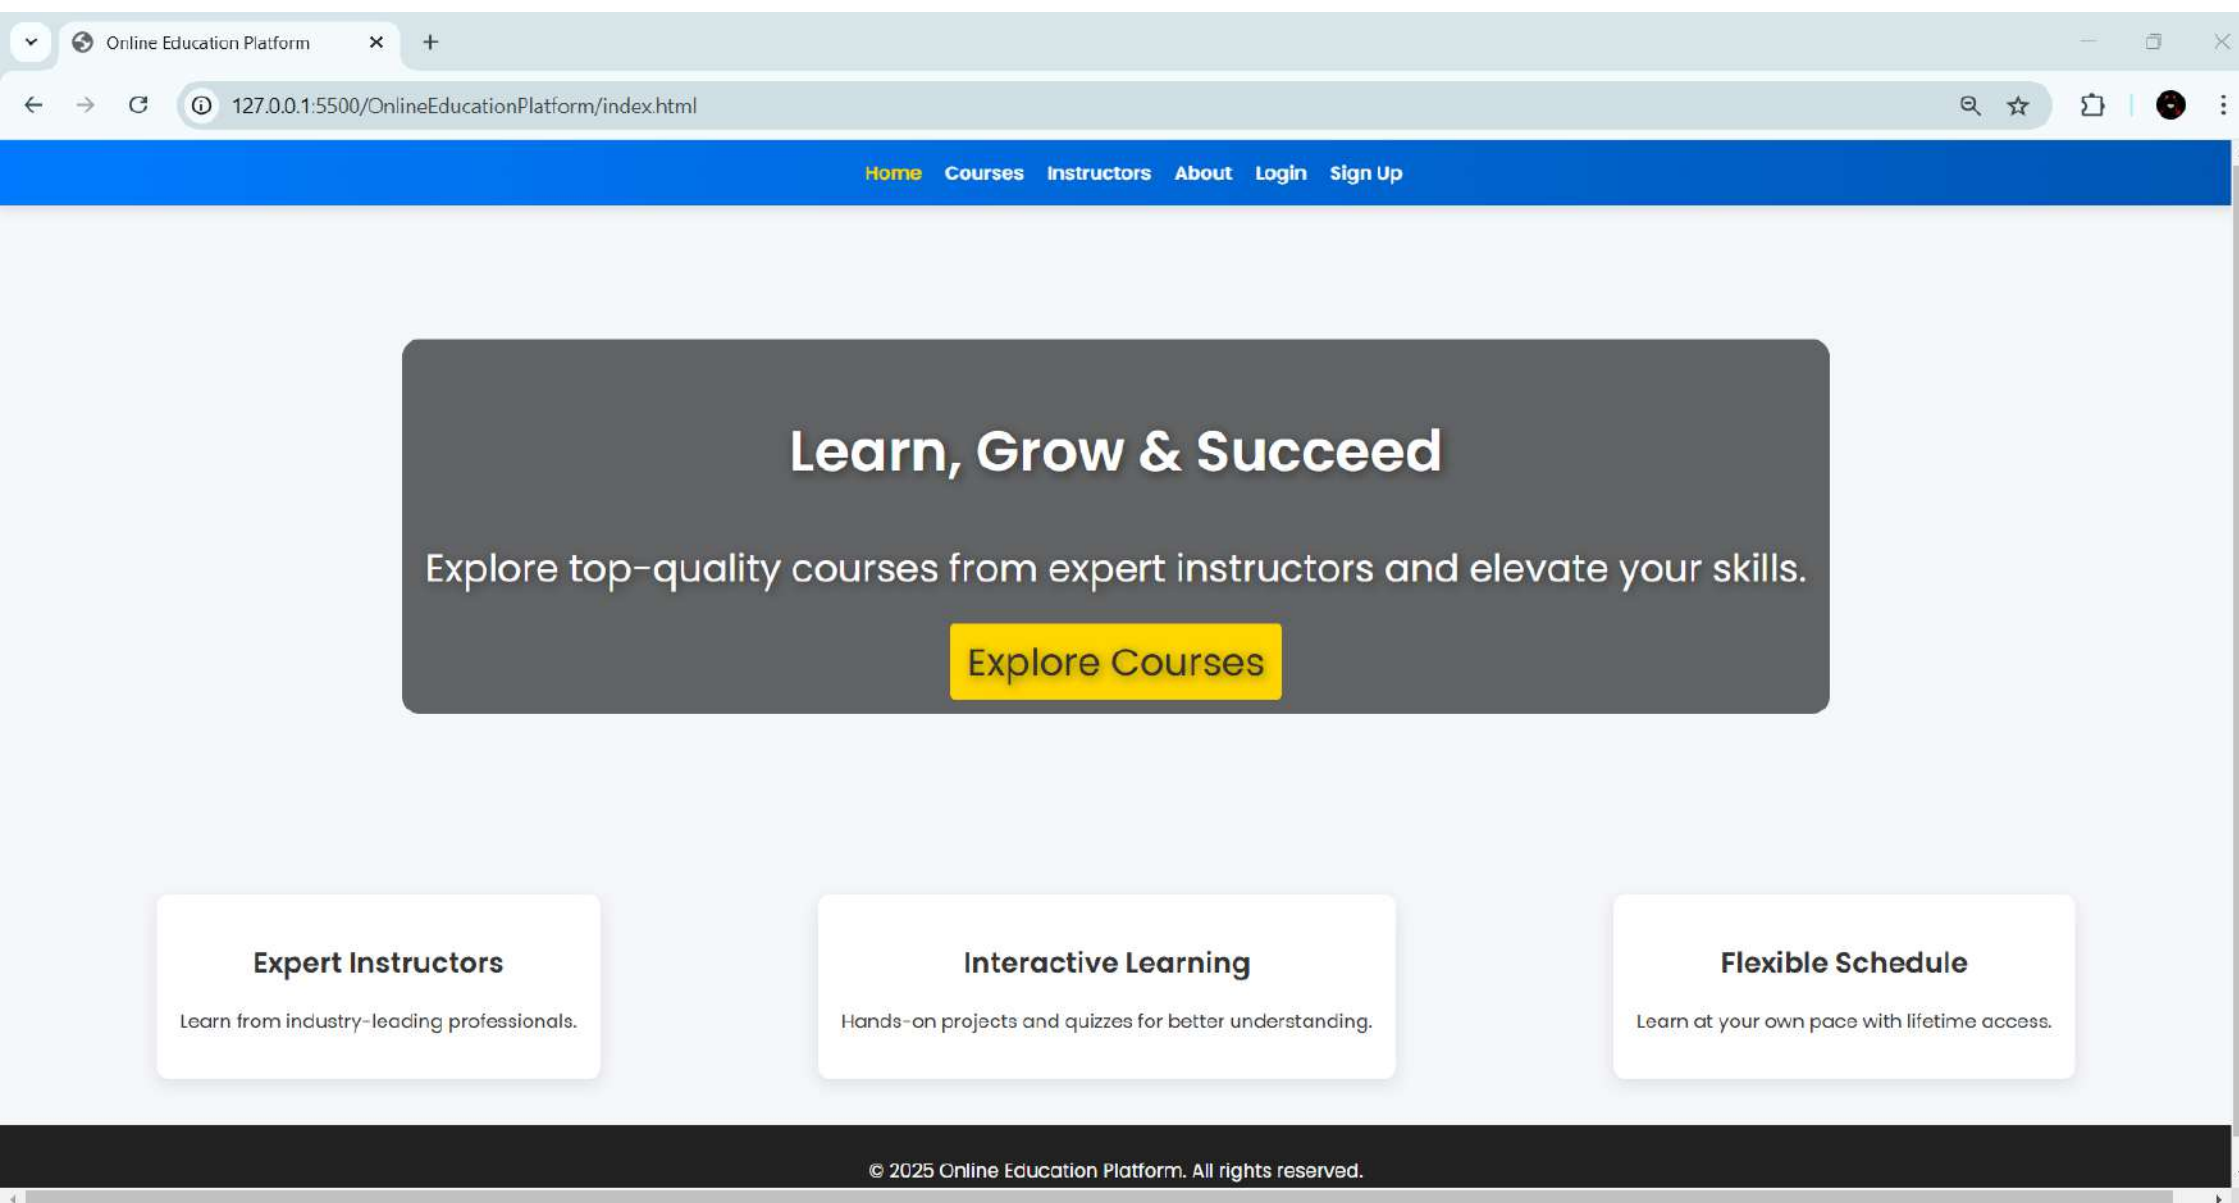 Online Education Platform
127.0.0.1:5500/OnlineEducationPlatform/index.html
Home Courses Instructors About Login Sign Up
Learn, Grow & Succeed
Explore top-quality courses from expert instructors and elevate your skills.
Explore Courses
Expert Instructors
Learn from industry-leading professionals.
Interactive Learning
Hands-on projects and quizzes for better understanding.
Flexible Schedule
Learn at your own pace with lifetime access.
© 2025 Online Education Platform. All rights reserved.